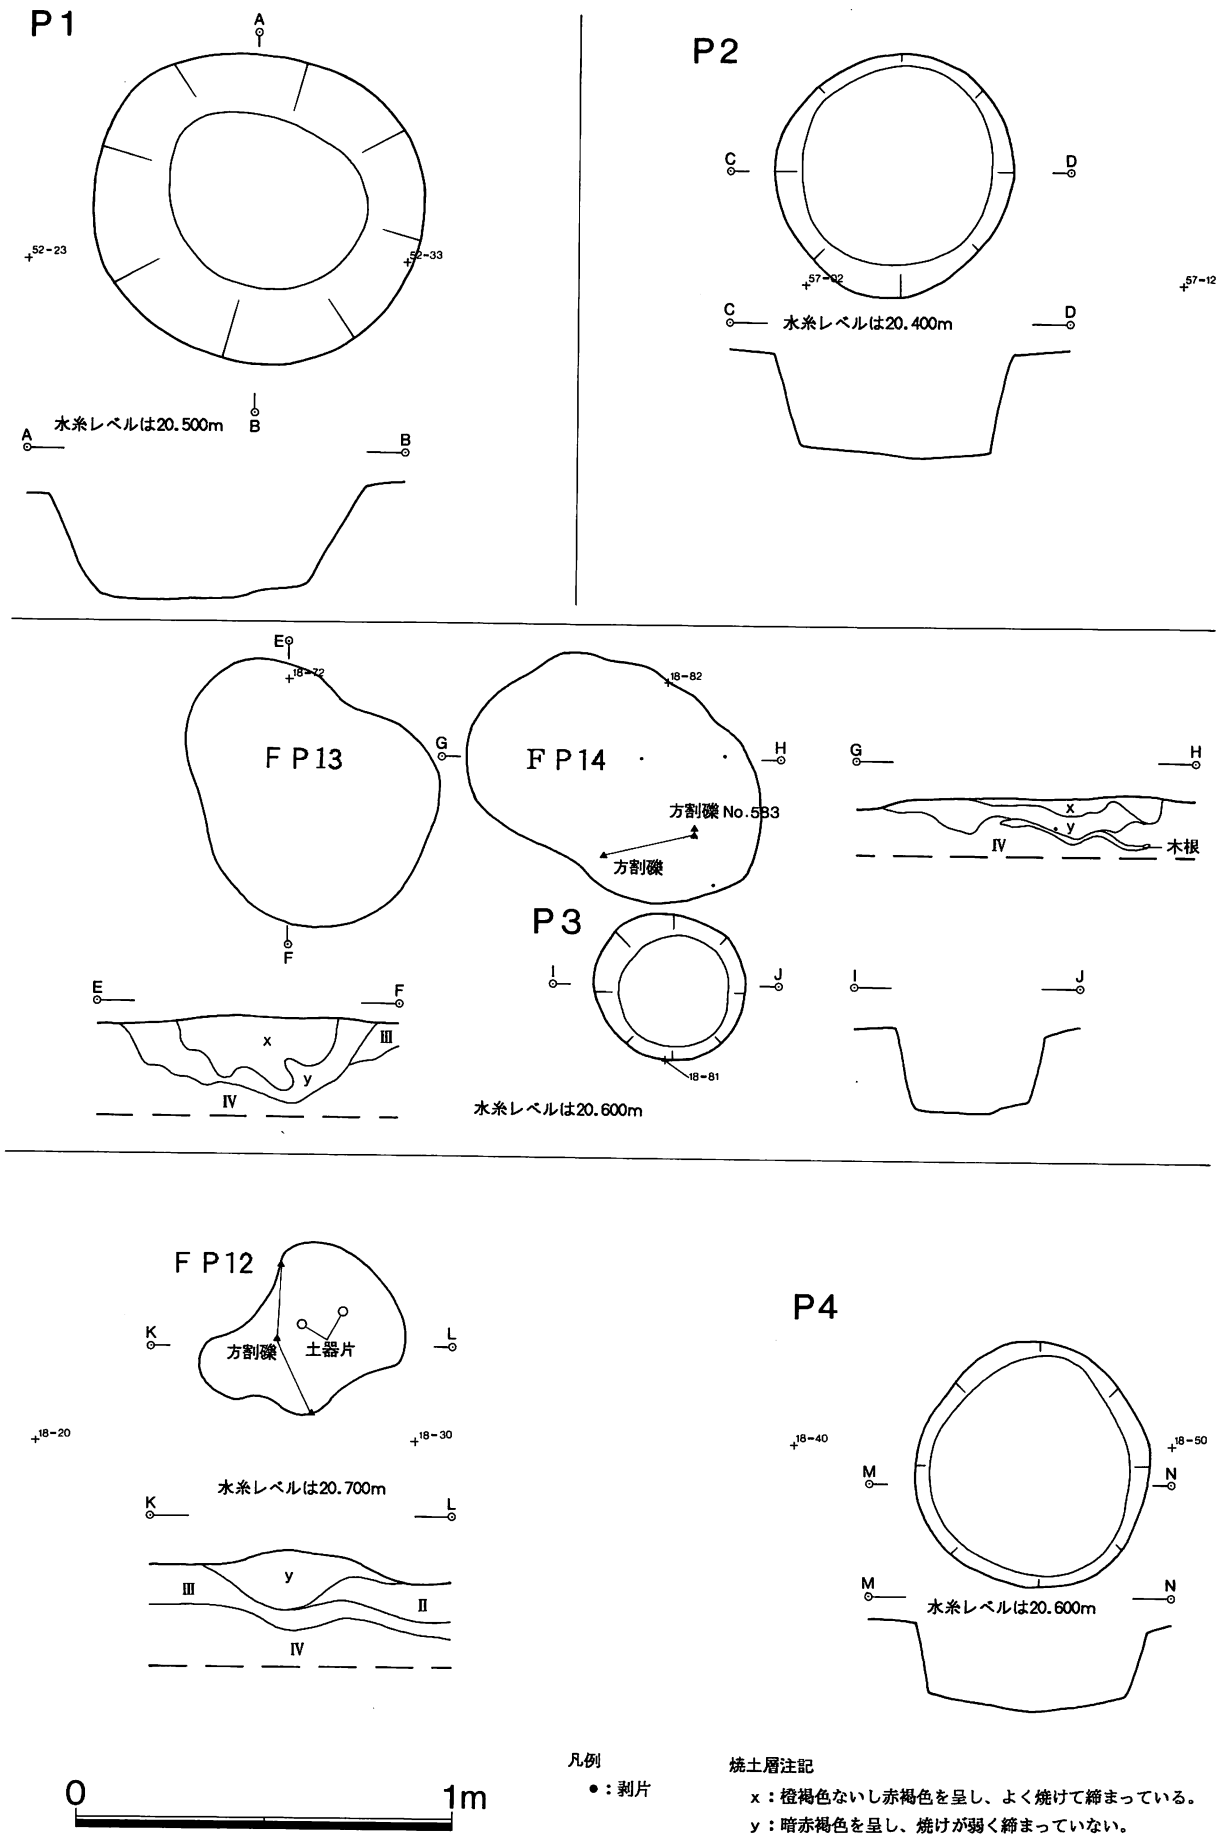 P1
A
52-23
52-33
B
水糸レベルは20.500m
A
B
P2
C
D
57-02
57-12
C
D
水糸レベルは20.400m
E
18-72
F P13
F
E
F
x
y
III
IV
18-82
G
H
F P14
方割礫 No.583
方割礫
G
H
x
y
IV
木根
P3
I
J
18-81
I
J
水糸レベルは20.600m
F P12
K
L
方割礫
土器片
18-20
18-30
水糸レベルは20.700m
K
L
y
III
II
IV
P4
18-40
18-50
M
N
M
N
水糸レベルは20.600m
0
1m
凡例
●：剥片
焼土層注記
x：橙褐色ないし赤褐色を呈し、よく焼けて締まっている。
y：暗赤褐色を呈し、焼けが弱く締まっていない。